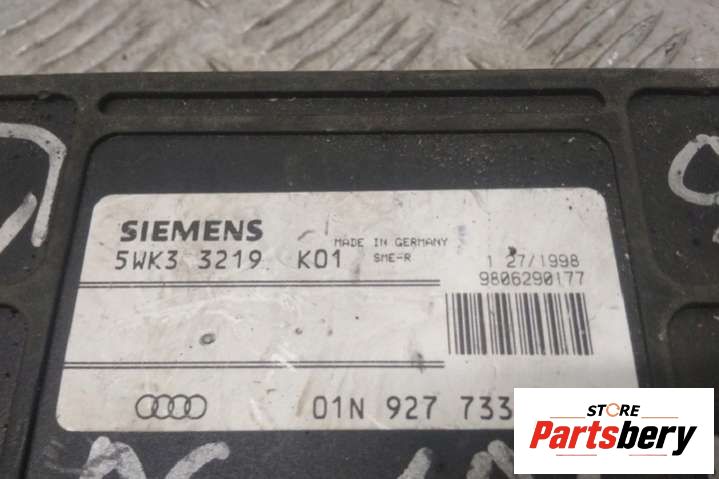 SIEMENS
5WK3 3219 K01
MADE IN GERMANY
SME-R
1 27/1998
9806290177
01N 927 733
STORE
Partsbery